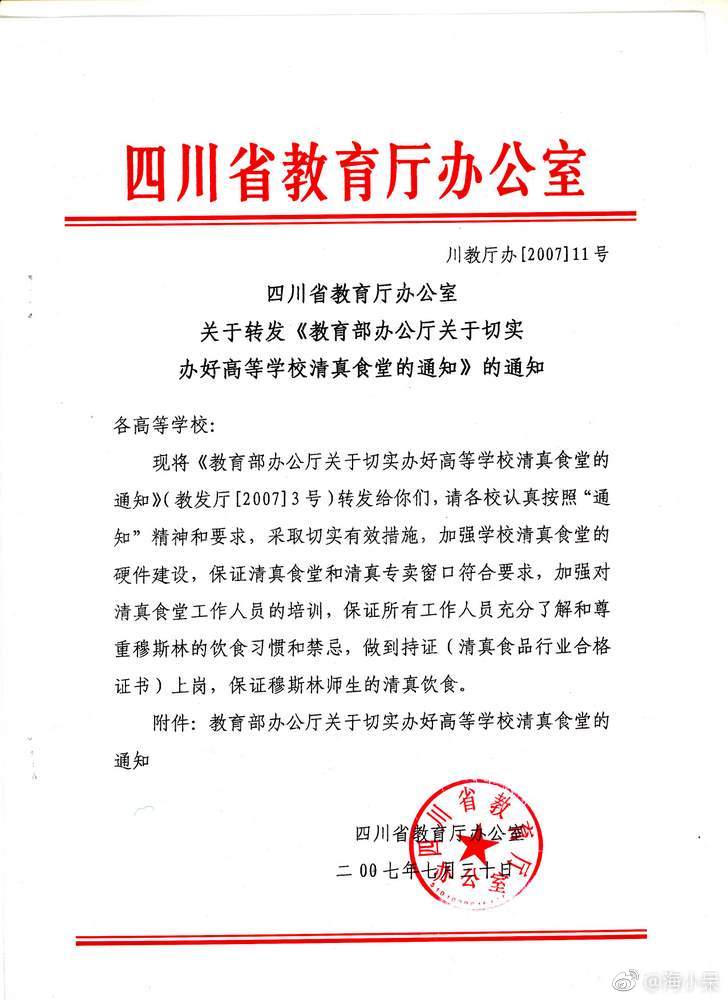 四川省教育厅办公室
川教厅办[2007]11号
四川省教育厅办公室
关于转发《教育部办公厅关于切实
办好高等学校清真食堂的通知》的通知
各高等学校：
现将《教育部办公厅关于切实办好高等学校清真食堂的
通知》（教发厅[2007]3号）转发给你们，请各校认真按照“通
知”精神和要求，采取切实有效措施，加强学校清真食堂的
硬件建设，保证清真食堂和清真专卖窗口符合要求，加强对
清真食堂工作人员的培训，保证所有工作人员充分了解和尊
重穆斯林的饮食习惯和禁忌，做到持证（清真食品行业合格
证书）上岗，保证穆斯林师生的清真饮食。
附件：教育部办公厅关于切实办好高等学校清真食堂的
通知
四川省教育厅办公室
二00七年七月三十日
四川省教育厅
办公室
@海小呆